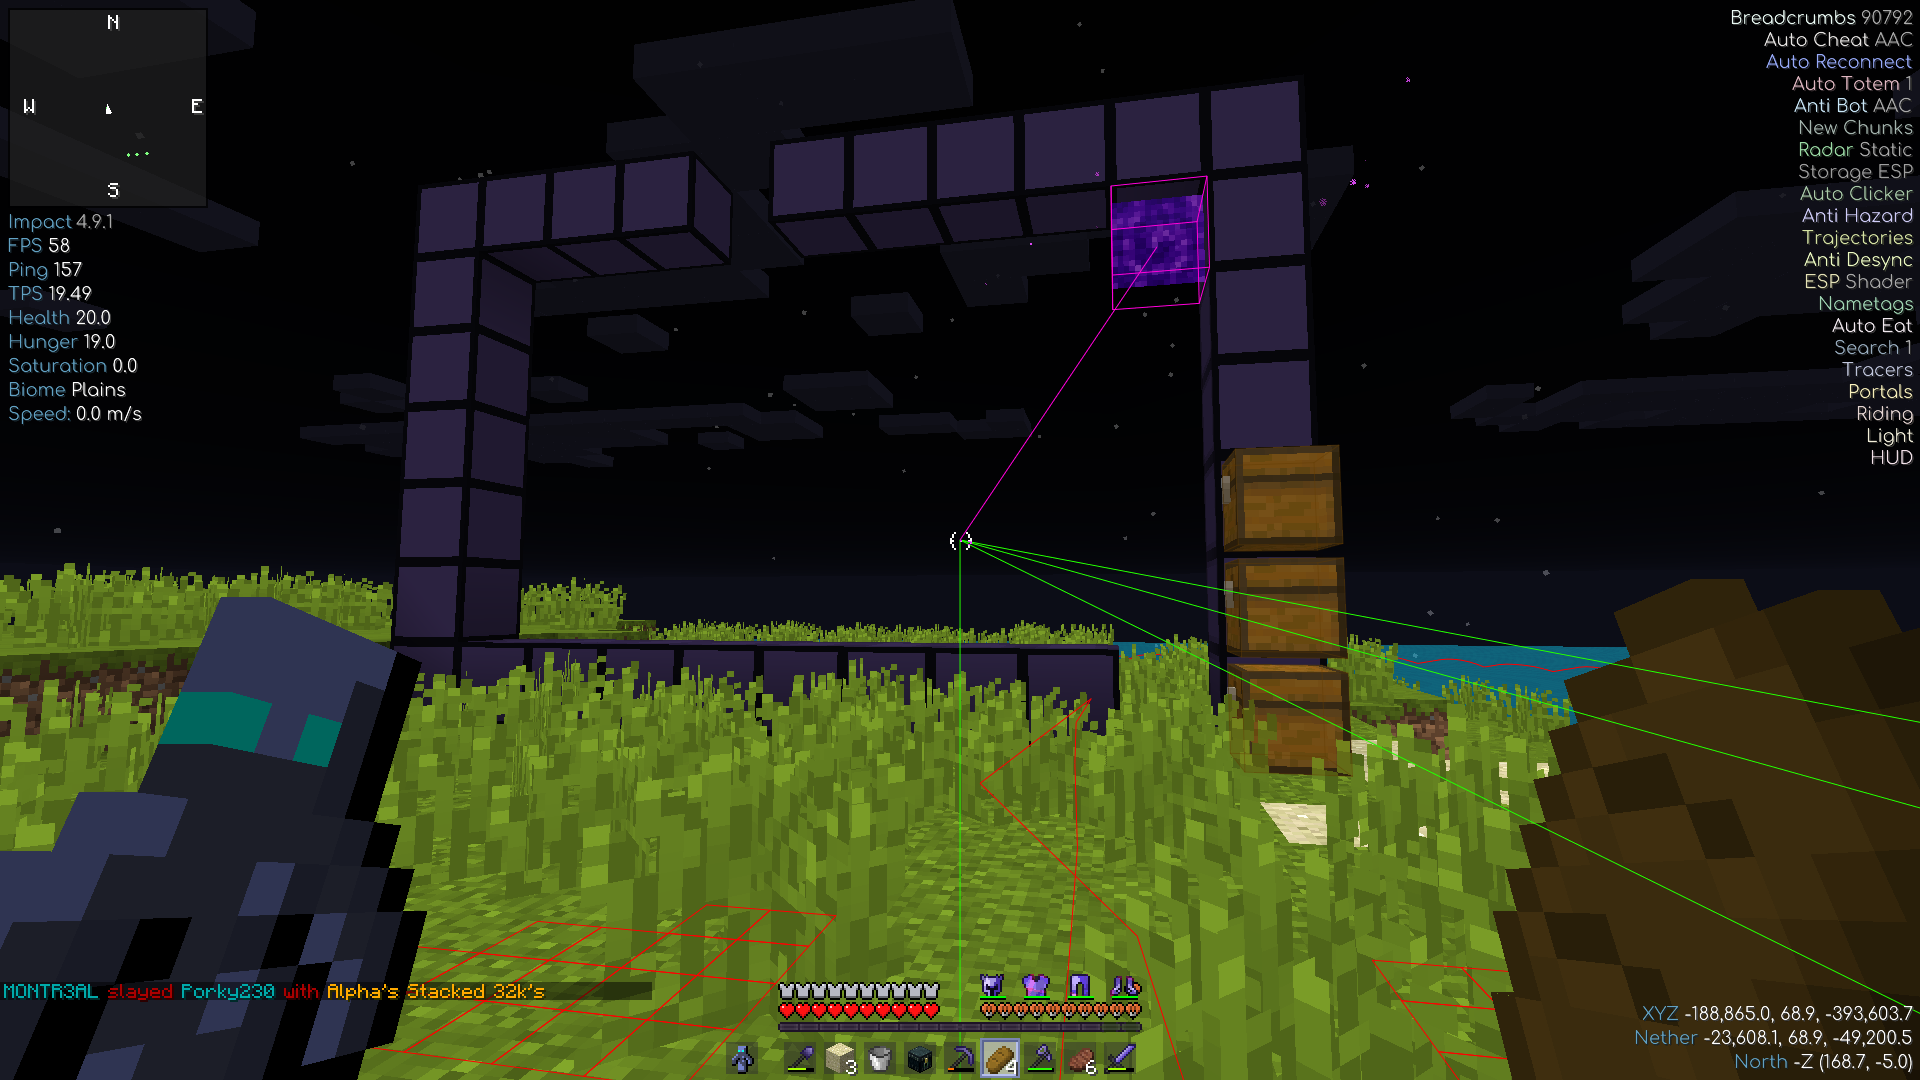 N
W E
S
Impact 4.9.1
FPS 58
Ping 157
TPS 19.49
Health 20.0
Hunger 19.0
Saturation 0.0
Biome Plains
Speed: 0.0 m/s
Breadcrumbs 90792
Auto Cheat AAC
Auto Reconnect
Auto Totem 1
Anti Bot AAC
New Chunks
Radar Static
Storage ESP
Auto Clicker
Anti Hazard
Trajectories
Anti Desync
ESP Shader
Nametags
Auto Eat
Search 1
Tracers
Portals
Riding
Light
HUD
MONTR3AL slayed Porky230 with Alpha's Stacked 32k's
3 4 6
XYZ -188,865.0, 68.9, -393,603.7
Nether -23,608.1, 68.9, -49,200.5
North -Z (168.7, -5.0)